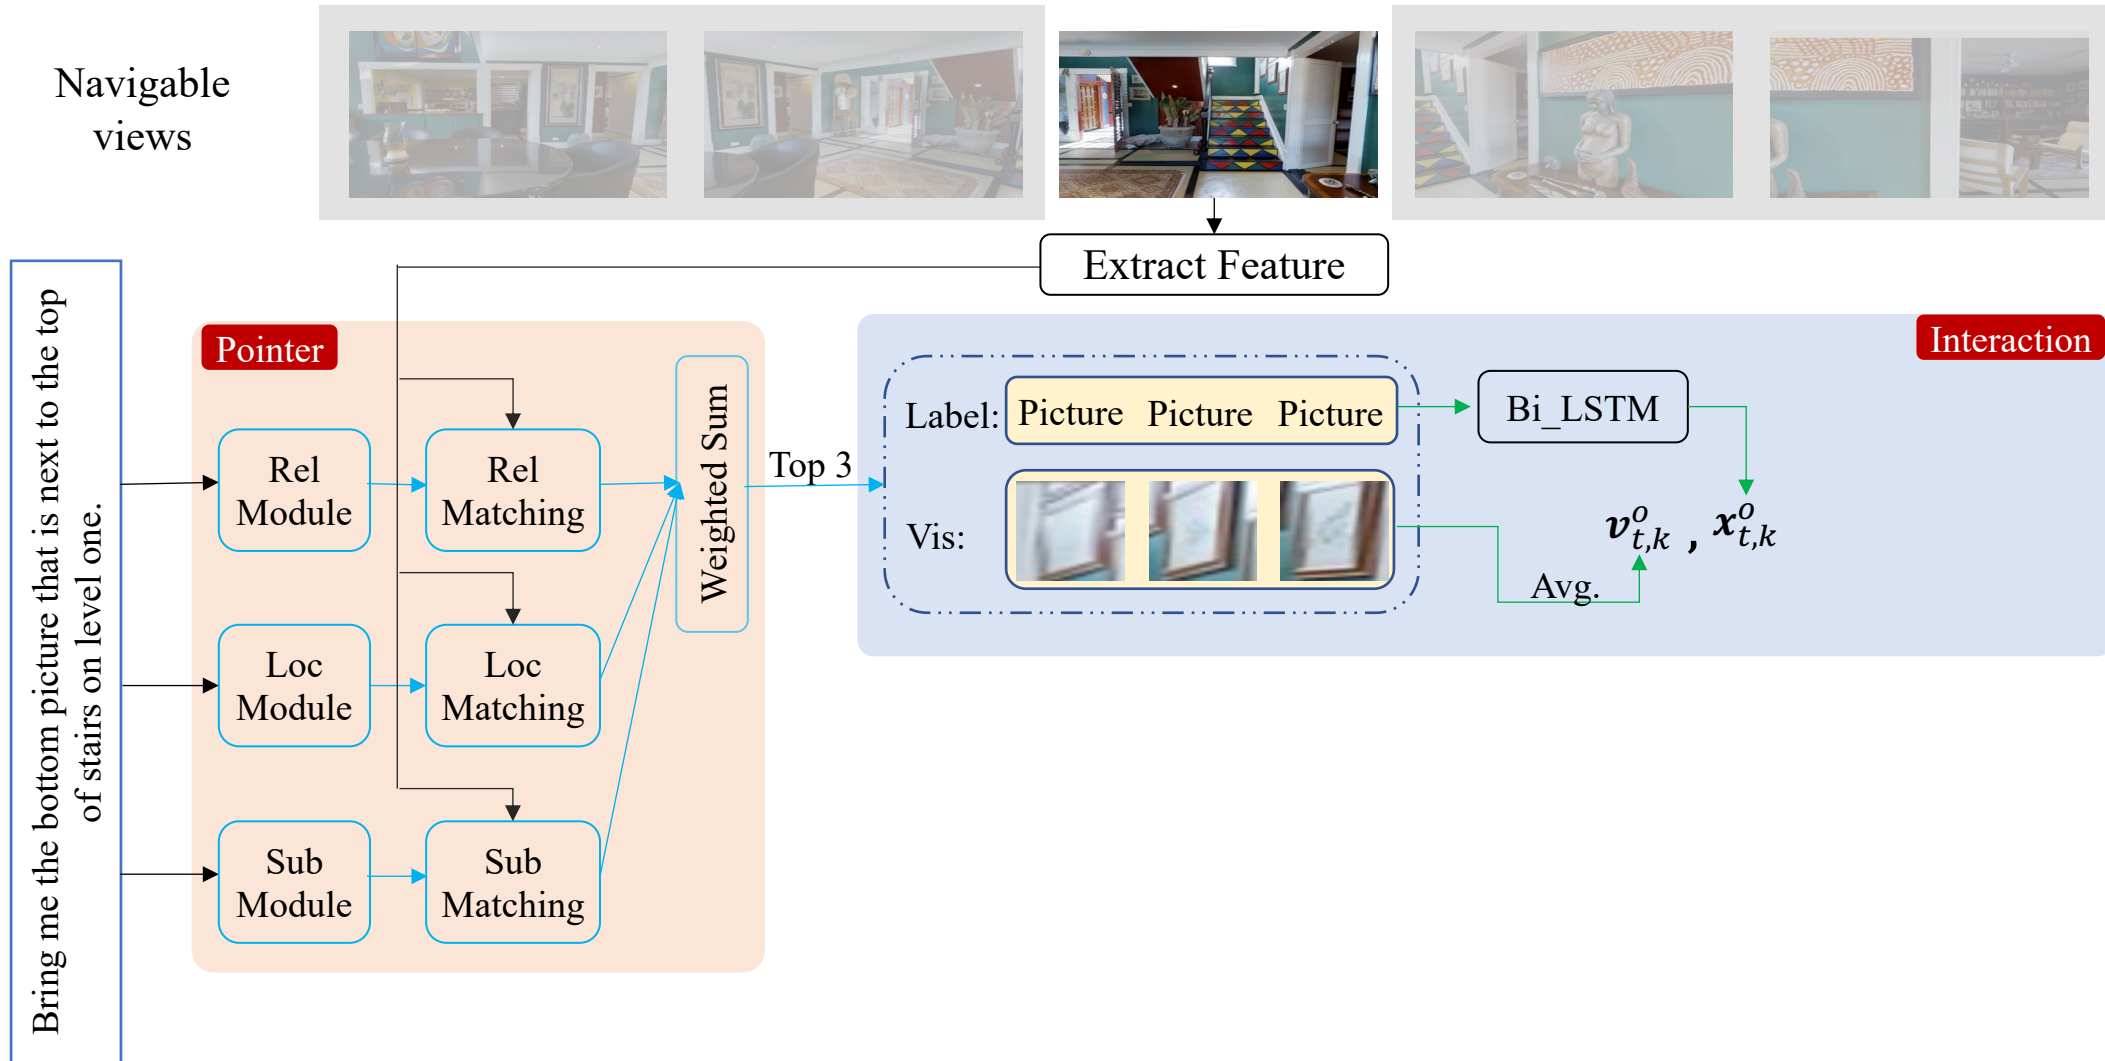 Navigable
views
Extract Feature
Bring me the bottom picture that is next to the top
of stairs on level one.
Pointer
Rel
Module
Rel
Matching
Loc
Module
Loc
Matching
Sub
Module
Sub
Matching
Weighted Sum
Top 3
Interaction
Label:
Picture Picture Picture
Bi_LSTM
Vis:
Avg.
𝒗ᵒₜ,ₖ , 𝒙ᵒₜ,ₖ